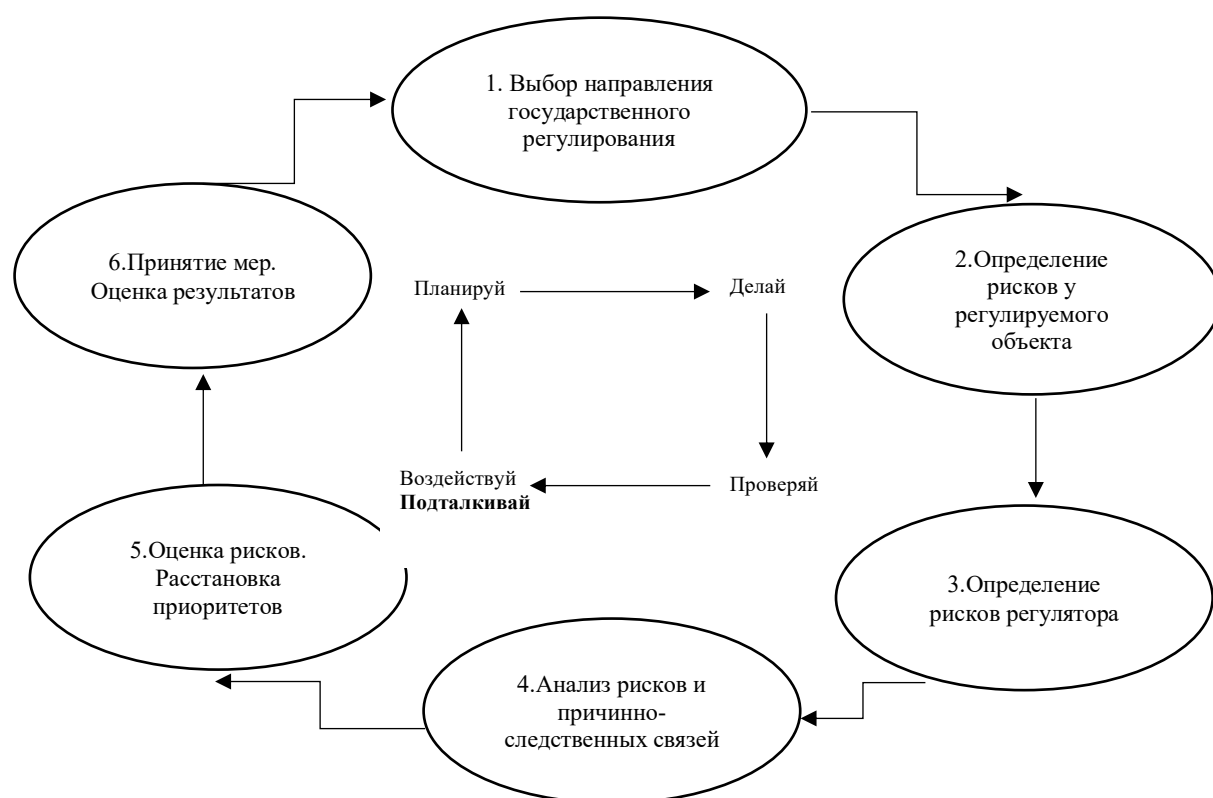 1. Выбор направления
государственного
регулирования
2.Определение
рисков у
регулируемого
объекта
3.Определение
рисков регулятора
4.Анализ рисков и
причинно-
следственных связей
5.Оценка рисков.
Расстановка
приоритетов
6.Принятие мер.
Оценка результатов
Планируй
Делай
Проверяй
Воздействуй
Подталкивай